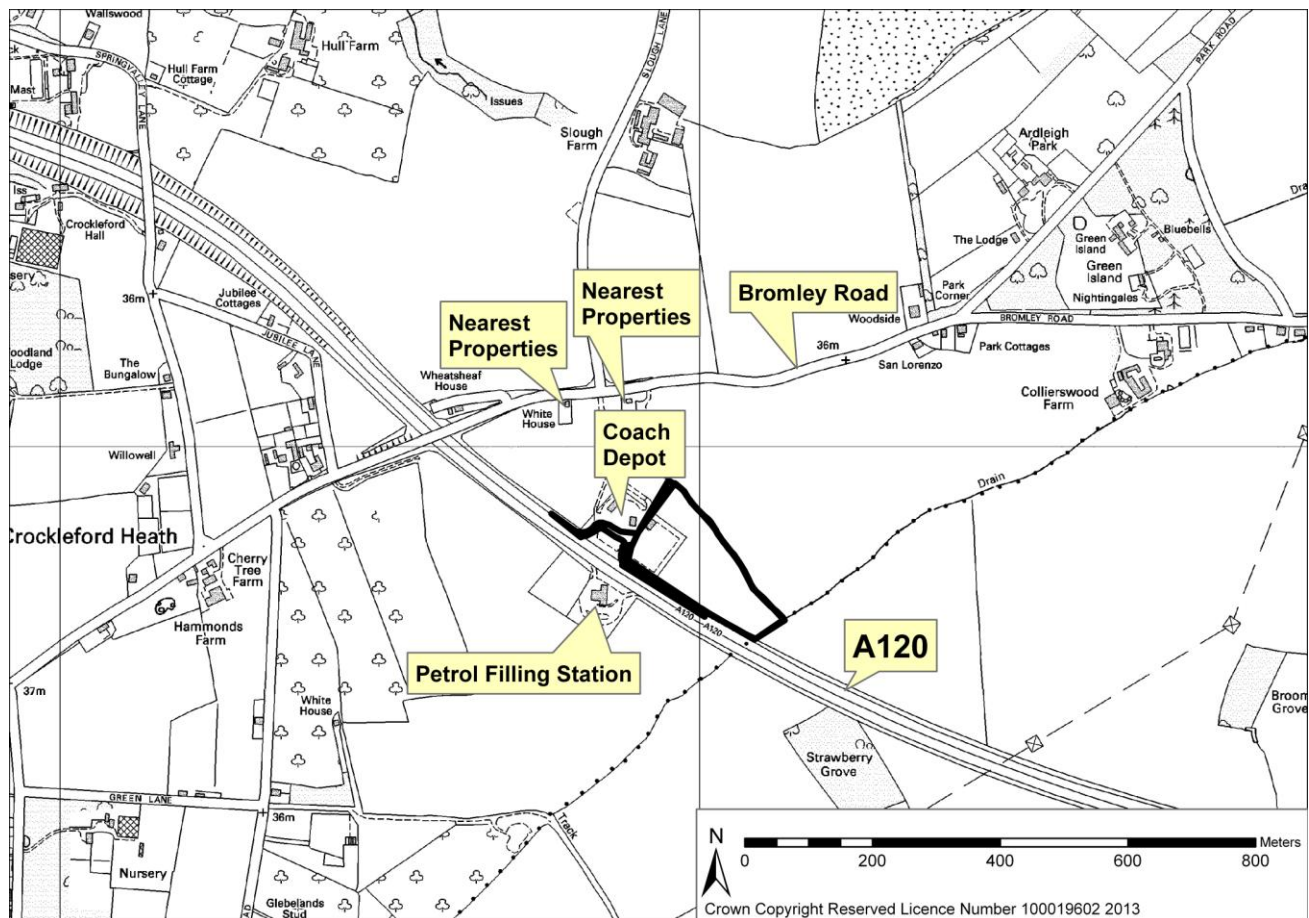 Wallswood
Hull Farm
SPRINGVALLEY LANE
Hull Farm
Cottage
Mast
Issues
SLOUGH LANE
Slough
Farm
PARK ROAD
Ardleigh
Park
Iss
Crockleford
Hall
The Lodge
Green
Island
Bluebells
Green
Island
Nightingales
36m
Jubilee
Cottages
JUBILEE LANE
Nearest
Properties
Nearest
Properties
Bromley Road
Park
Corner
Woodside
BROMLEY ROAD
36m
Park Cottages
San Lorenzo
The
Bungalow
Wheatsheaf
House
White
House
Collierswood
Farm
Coach
Depot
Willowell
Drain
Crockleford Heath
Cherry
Tree
Farm
Hammonds
Farm
A120
A120
Petrol Filling Station
A120
37m
White
House
Strawberry
Grove
GREEN LANE
36m
Track
Nursery
Glebelands
Stud
N
0 200 400 600 800 Meters
Crown Copyright Reserved Licence Number 100019602 2013